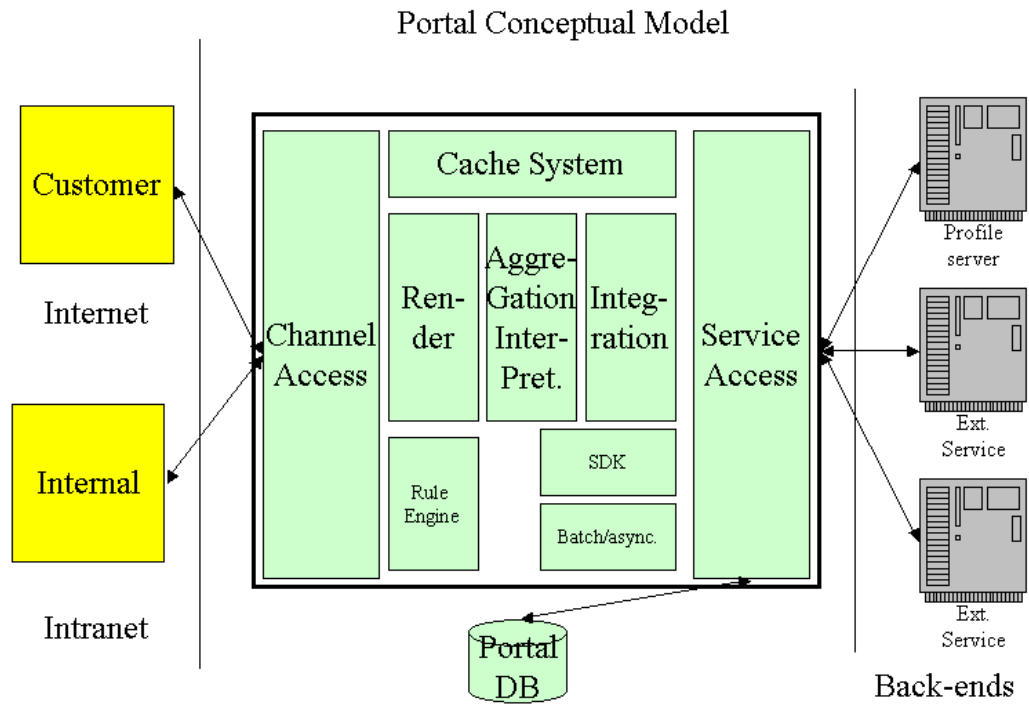 Portal Conceptual Model
Customer
Internet
Internal
Intranet
Channel
Access
Cache System
Ren-
der
Aggre-
Gation
Inter-
Pret.
Integ-
ration
Rule
Engine
SDK
Batch/async.
Service
Access
Portal
DB
Profile
server
Ext.
Service
Ext.
Service
Back-ends